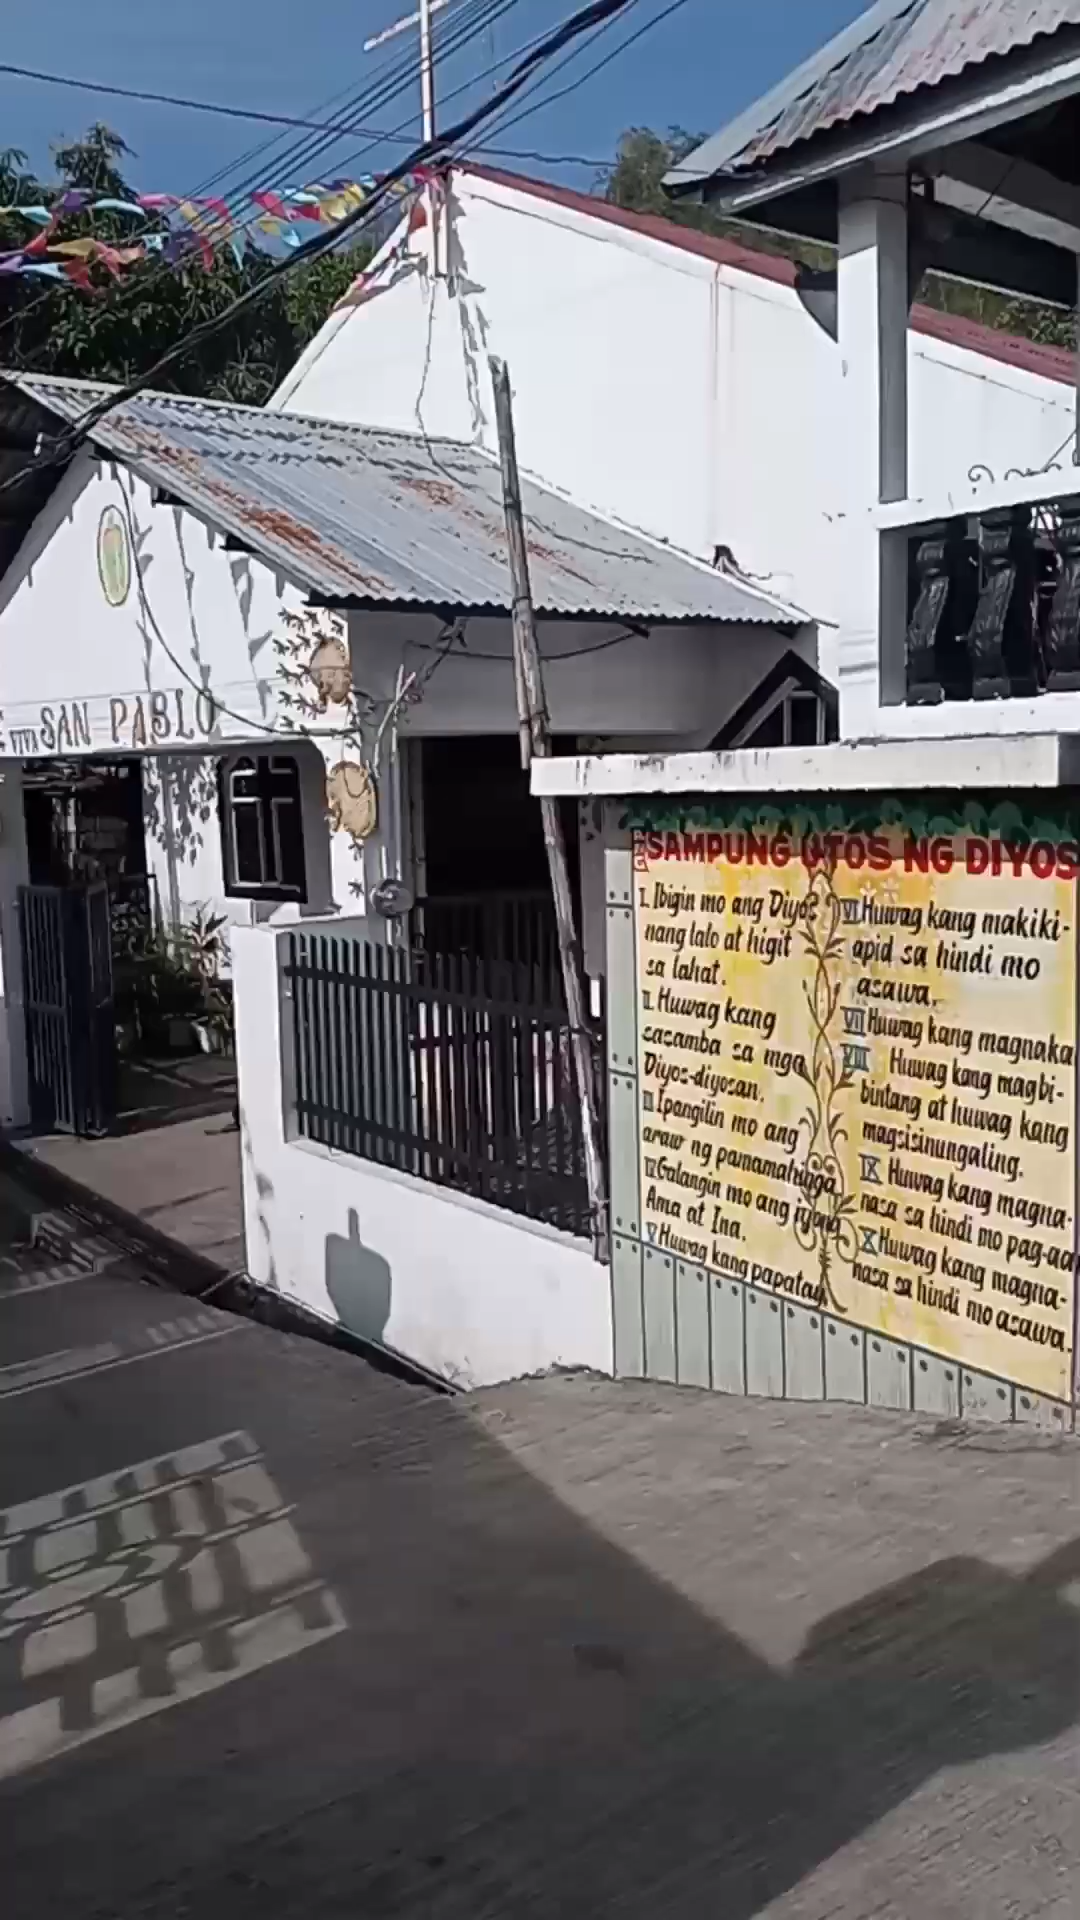 VIVA SAN PABLO
SAMPUNG UTOS NG DIYOS
I. Ibigin mo ang Diyos
nang lalo at higit
sa lahat.
II. Huwag kang
sasamba sa mga
Diyos-diyosan.
III Ipangilin mo ang
araw ng pamamahinga
IV Galangin mo ang iyong
Ama at Ina.
V Huwag kang papatay.
VI Huwag kang makiki-
apid sa hindi mo
asawa.
VII Huwag kang magnaka
VIII Huwag kang magbi-
bintang at huwag kang
magsisinungaling.
IX Huwag kang magna-
nasa sa hindi mo pag-aa
X Huwag kang magna-
nasa sa hindi mo asawa.